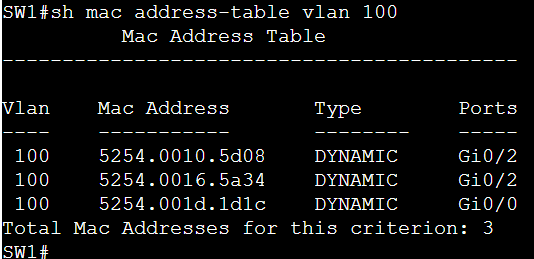 SW1#sh mac address-table vlan 100
Mac Address Table
-------------------------------------------
Vlan    Mac Address       Type        Ports
----    -----------       --------    -----
100    5254.0010.5d08    DYNAMIC     Gi0/2
100    5254.0016.5a34    DYNAMIC     Gi0/2
100    5254.001d.1d1c    DYNAMIC     Gi0/0
Total Mac Addresses for this criterion: 3
SW1#